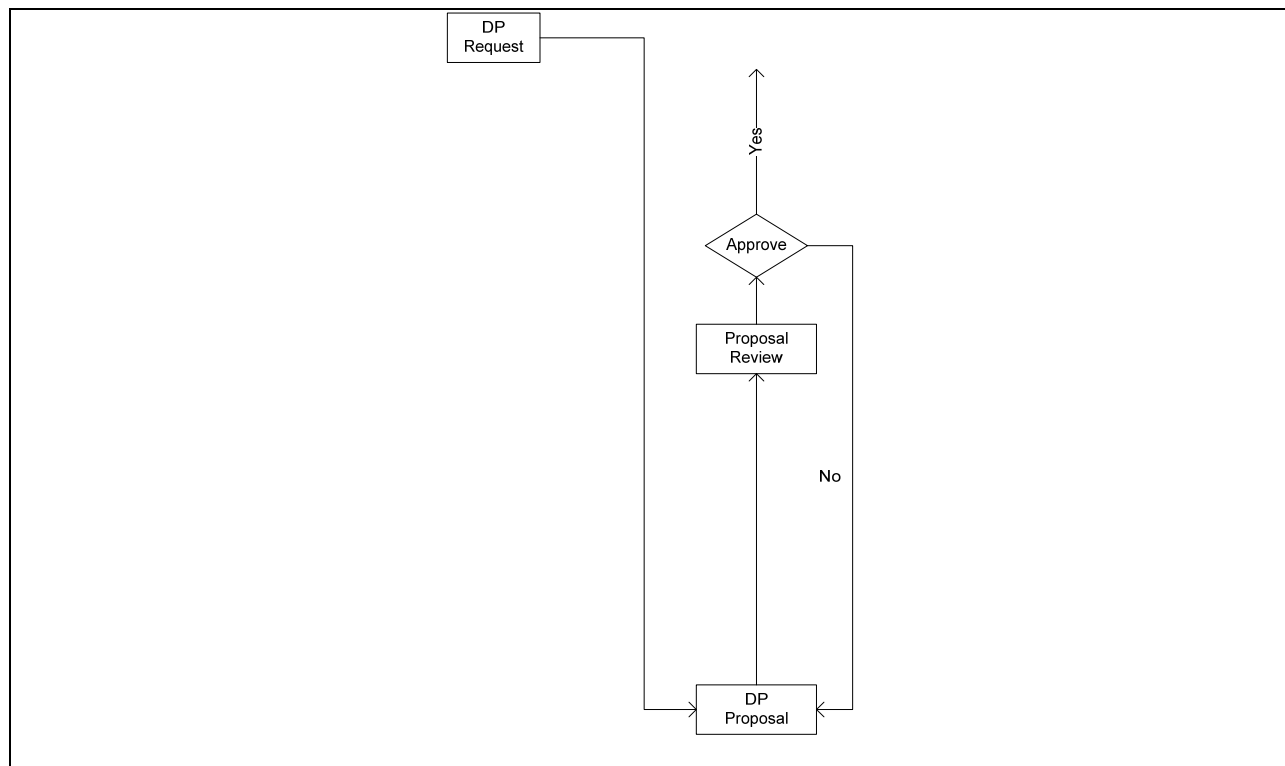 DP
Request
Yes
Approve
Proposal
Review
No
DP
Proposal